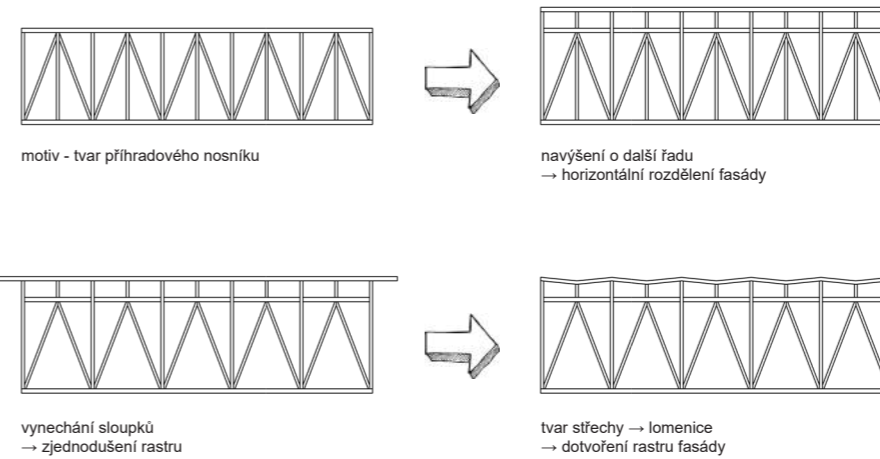 motiv - tvar příhradového nosníku
navýšení o další řadu
→ horizontální rozdělení fasády
vynechání sloupků
→ zjednodušení rastru
tvar střechy → lomenice
→ dotvoření rastru fasády